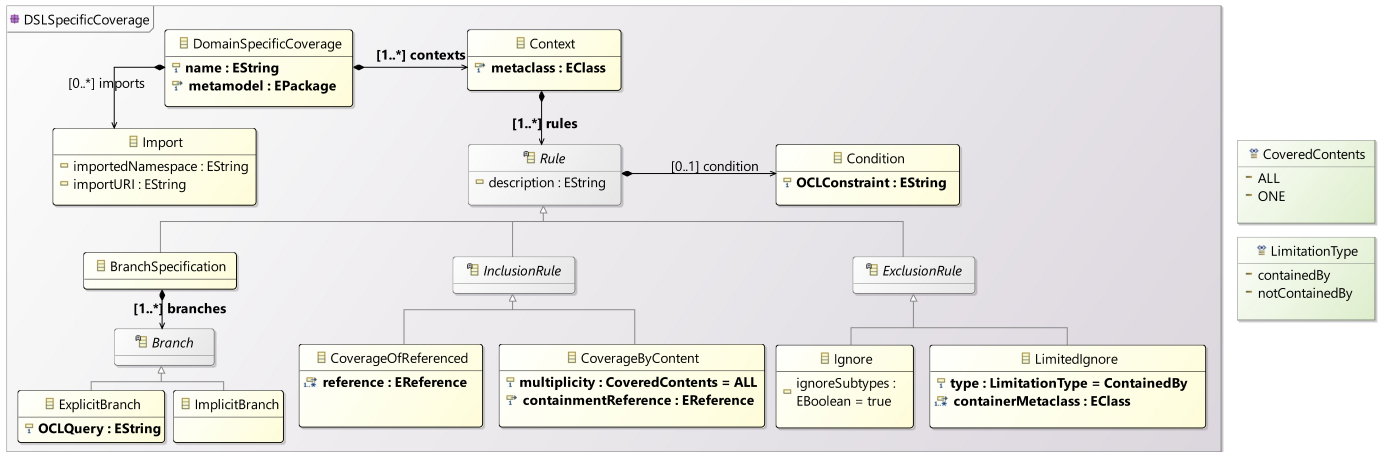 DSLSpecificCoverage
DomainSpecificCoverage
name : EString
metamodel : EPackage
[1..*] contexts
Context
metaclass : EClass
[0..*] imports
Import
importedNamespace : EString
importURI : EString
[1..*] rules
Rule
description : EString
[0..1] condition
Condition
OCLConstraint : EString
CoveredContents
ALL
ONE
LimitationType
containedBy
notContainedBy
BranchSpecification
InclusionRule
ExclusionRule
[1..*] branches
Branch
CoverageOfReferenced
reference : EReference
CoverageByContent
multiplicity : CoveredContents = ALL
containmentReference : EReference
Ignore
ignoreSubtypes :
EBoolean = true
LimitedIgnore
type : LimitationType = ContainedBy
containerMetaclass : EClass
ExplicitBranch
OCLQuery : EString
ImplicitBranch